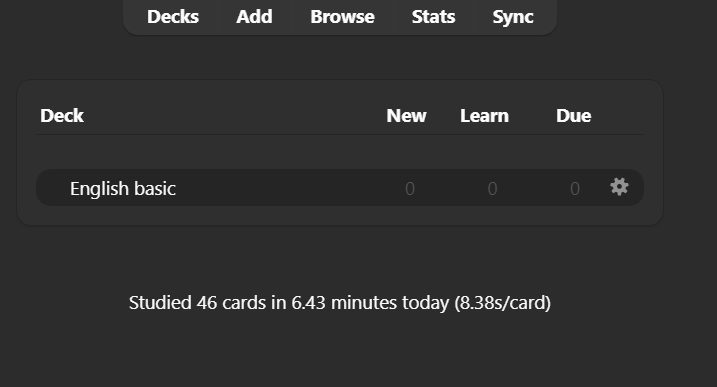 Decks Add Browse Stats Sync
Deck New Learn Due
English basic 0 0 0
Studied 46 cards in 6.43 minutes today (8.38s/card)